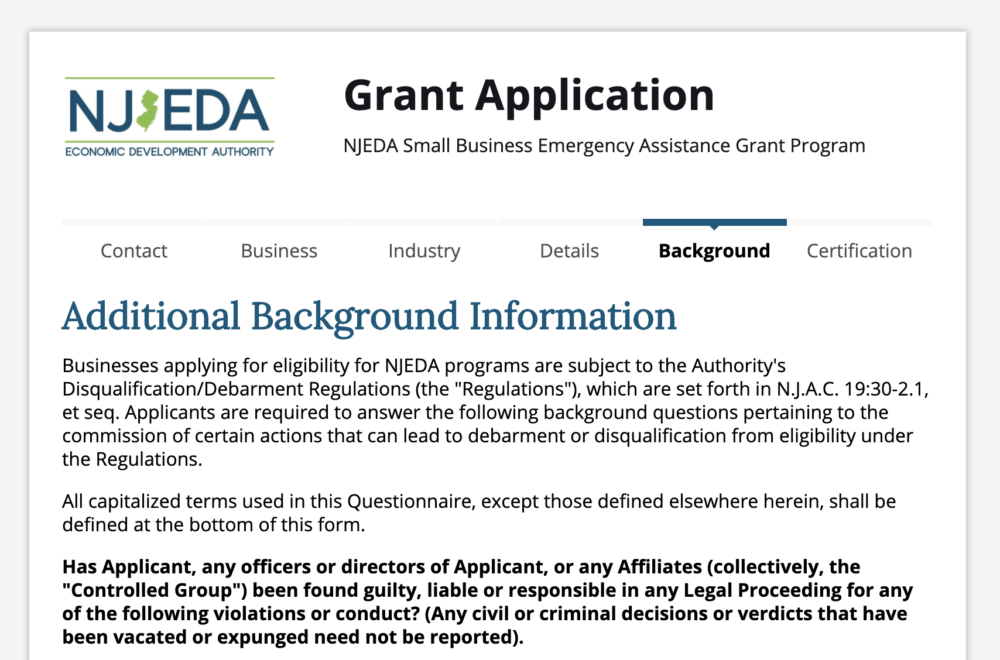 NJEDA
ECONOMIC DEVELOPMENT AUTHORITY
Grant Application
NJEDA Small Business Emergency Assistance Grant Program
Contact
Business
Industry
Details
Background
Certification
Additional Background Information
Businesses applying for eligibility for NJEDA programs are subject to the Authority's
Disqualification/Debarment Regulations (the "Regulations"), which are set forth in N.J.A.C. 19:30-2.1,
et seq. Applicants are required to answer the following background questions pertaining to the
commission of certain actions that can lead to debarment or disqualification from eligibility under
the Regulations.
All capitalized terms used in this Questionnaire, except those defined elsewhere herein, shall be
defined at the bottom of this form.
Has Applicant, any officers or directors of Applicant, or any Affiliates (collectively, the
"Controlled Group") been found guilty, liable or responsible in any Legal Proceeding for any
of the following violations or conduct? (Any civil or criminal decisions or verdicts that have
been vacated or expunged need not be reported).